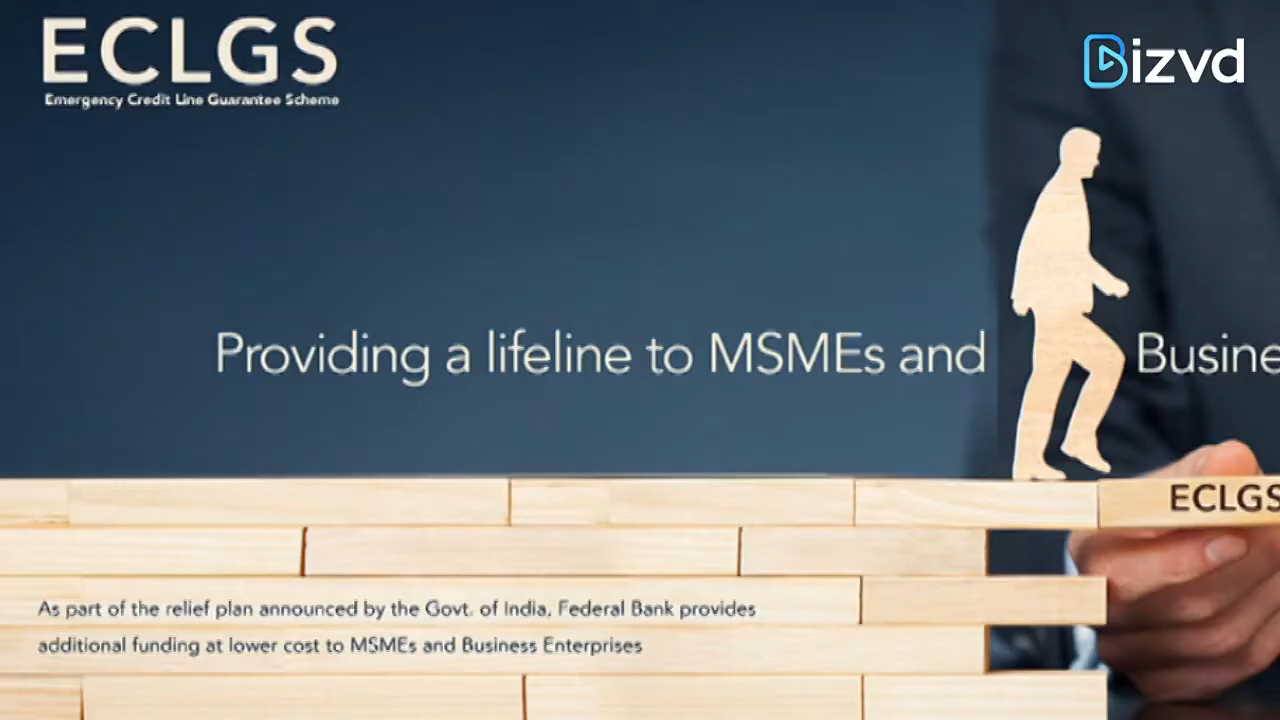 ECLGS
Emergency Credit Line Guarantee Scheme
Bizvd
Providing a lifeline to MSMEs and Busine
ECLGS
As part of the relief plan announced by the Govt. of India, Federal Bank provides
additional funding at lower cost to MSMEs and Business Enterprises